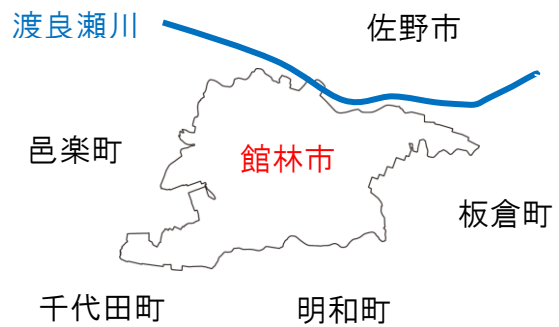 渡良瀬川
佐野市
邑楽町
館林市
板倉町
千代田町
明和町